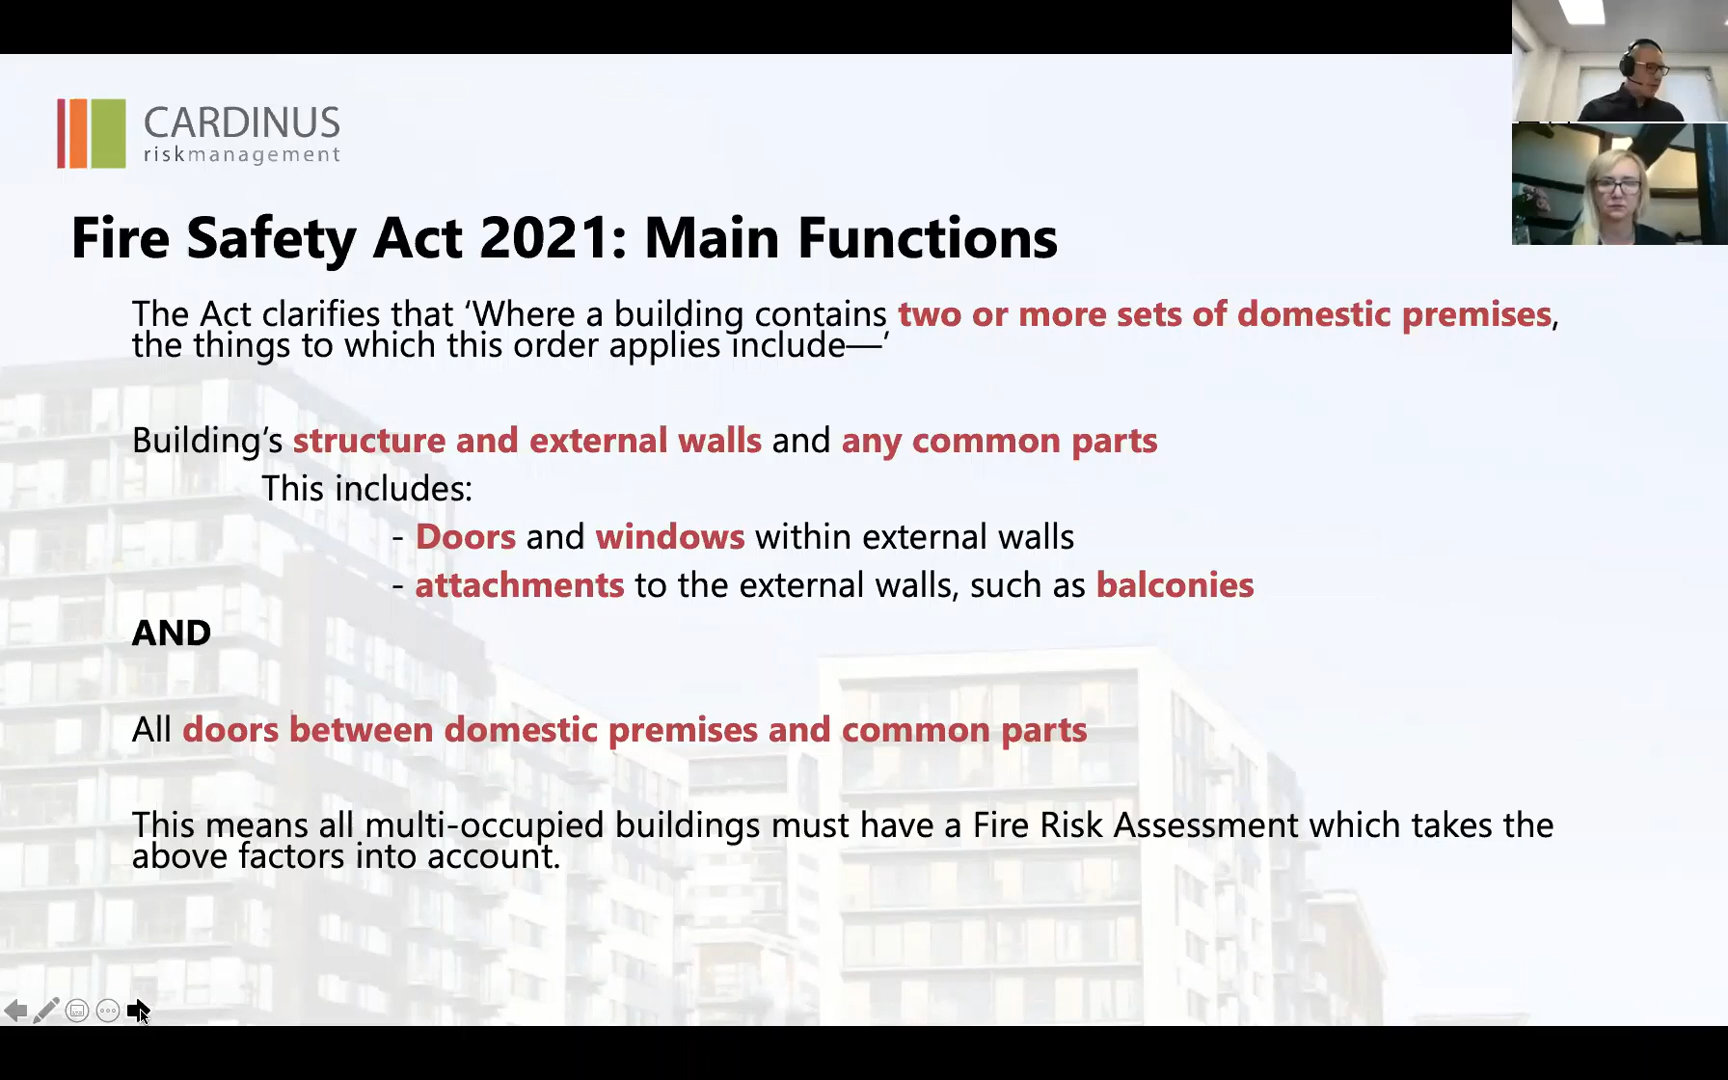 CARDINUS
riskmanagement
Fire Safety Act 2021: Main Functions
The Act clarifies that ‘Where a building contains two or more sets of domestic premises,
the things to which this order applies include—’
Building’s structure and external walls and any common parts
This includes:
- Doors and windows within external walls
- attachments to the external walls, such as balconies
AND
All doors between domestic premises and common parts
This means all multi-occupied buildings must have a Fire Risk Assessment which takes the
above factors into account.